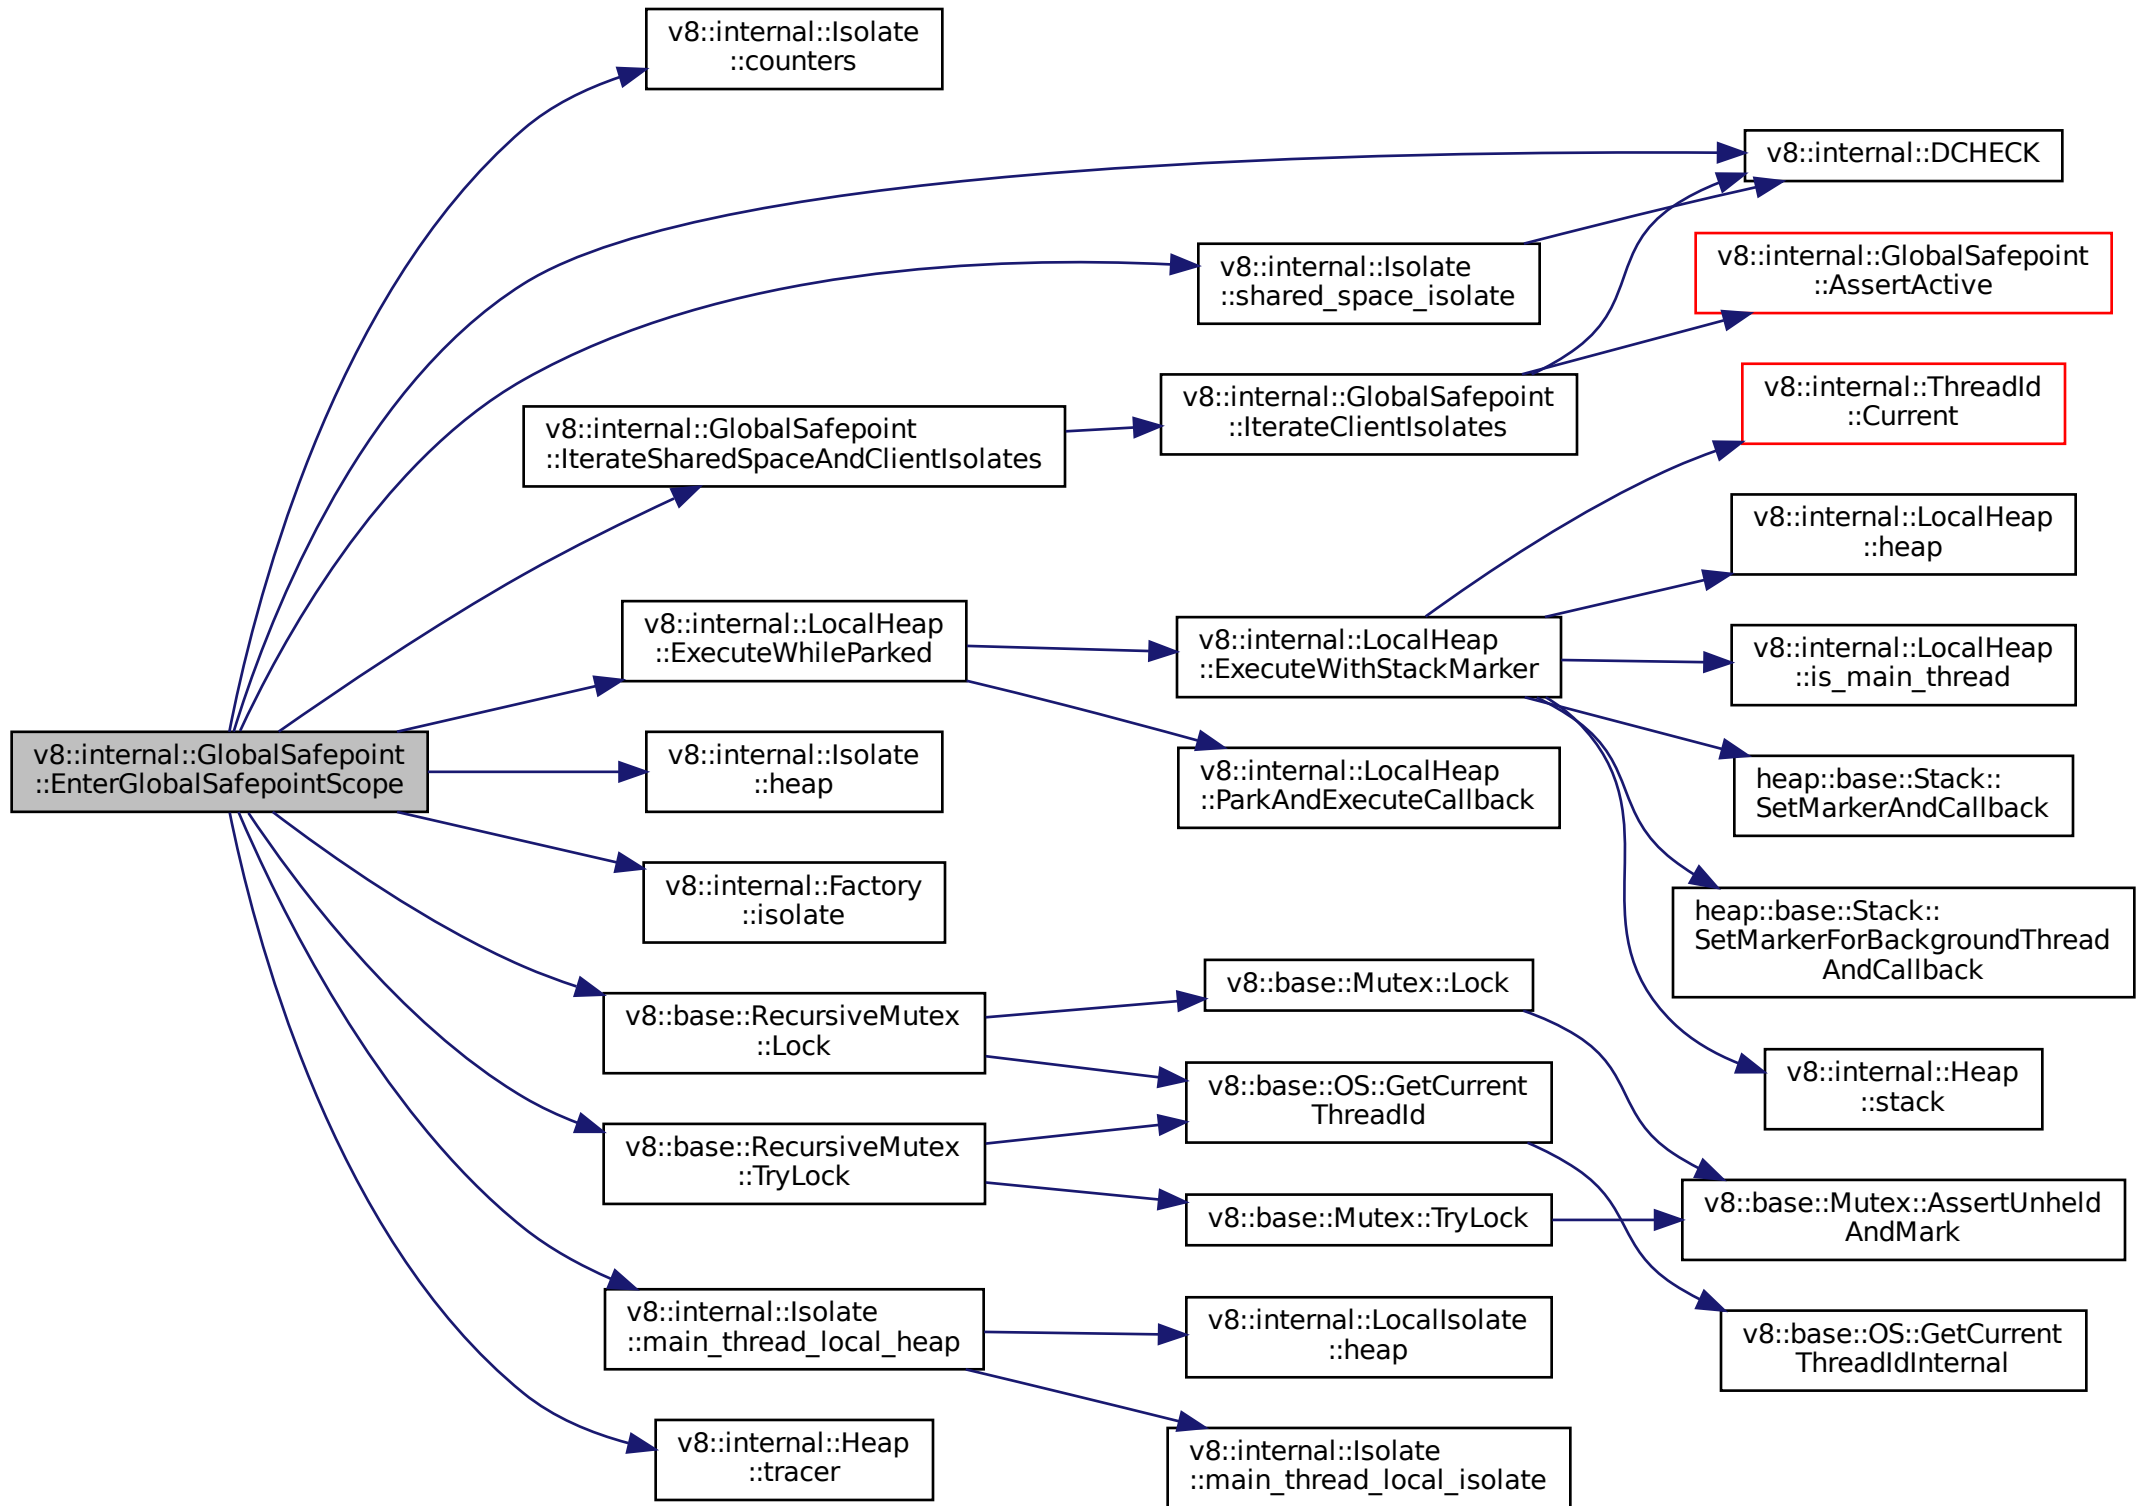 v8::internal::Isolate
::counters
v8::internal::DCHECK
v8::internal::GlobalSafepoint
::AssertActive
v8::internal::Isolate
::shared_space_isolate
v8::internal::ThreadId
::Current
v8::internal::GlobalSafepoint
::IterateClientIsolates
v8::internal::GlobalSafepoint
::IterateSharedSpaceAndClientIsolates
v8::internal::LocalHeap
::heap
v8::internal::LocalHeap
::ExecuteWhileParked
v8::internal::LocalHeap
::ExecuteWithStackMarker
v8::internal::LocalHeap
::is_main_thread
v8::internal::GlobalSafepoint
::EnterGlobalSafepointScope
v8::internal::Isolate
::heap
v8::internal::LocalHeap
::ParkAndExecuteCallback
heap::base::Stack::
SetMarkerAndCallback
v8::internal::Factory
::isolate
heap::base::Stack::
SetMarkerForBackgroundThread
AndCallback
v8::base::Mutex::Lock
v8::base::RecursiveMutex
::Lock
v8::base::OS::GetCurrent
ThreadId
v8::internal::Heap
::stack
v8::base::RecursiveMutex
::TryLock
v8::base::Mutex::TryLock
v8::base::Mutex::AssertUnheld
AndMark
v8::internal::Isolate
::main_thread_local_heap
v8::internal::LocalIsolate
::heap
v8::base::OS::GetCurrent
ThreadIdInternal
v8::internal::Heap
::tracer
v8::internal::Isolate
::main_thread_local_isolate